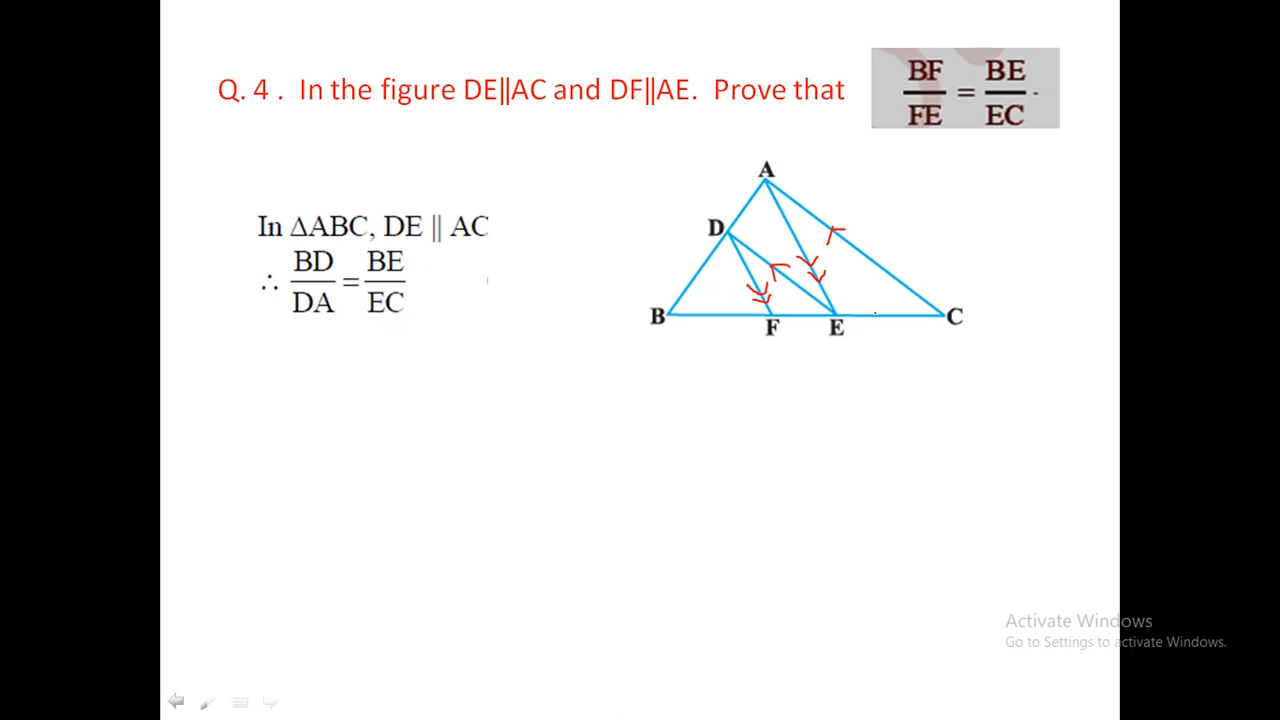 Q. 4 . In the figure DE||AC and DF||AE. Prove that BF/FE = BE/EC .
In ΔABC, DE || AC
∴ BD/DA = BE/EC
A
D
B
F
E
C
Activate Windows
Go to Settings to activate Windows.